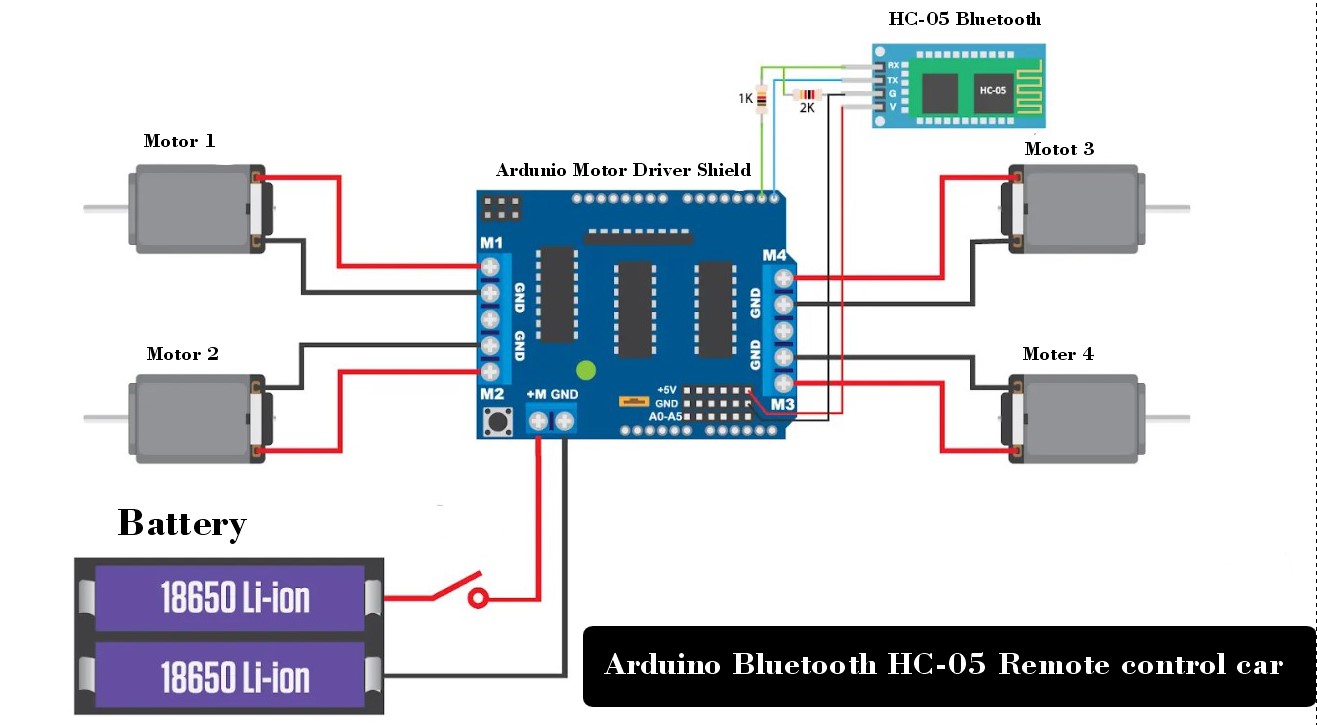 HC-05 Bluetooth
RX
TX
G
V
HC-05
1K
2K
Motor 1
Motot 3
Ardunio Motor Driver Shield
M1
M4
GND
GND
GND
GND
Motor 2
Moter 4
M2
+M GND
+5V
GND
A0-A5
M3
Battery
18650 Li-ion
18650 Li-ion
Arduino Bluetooth HC-05 Remote control car